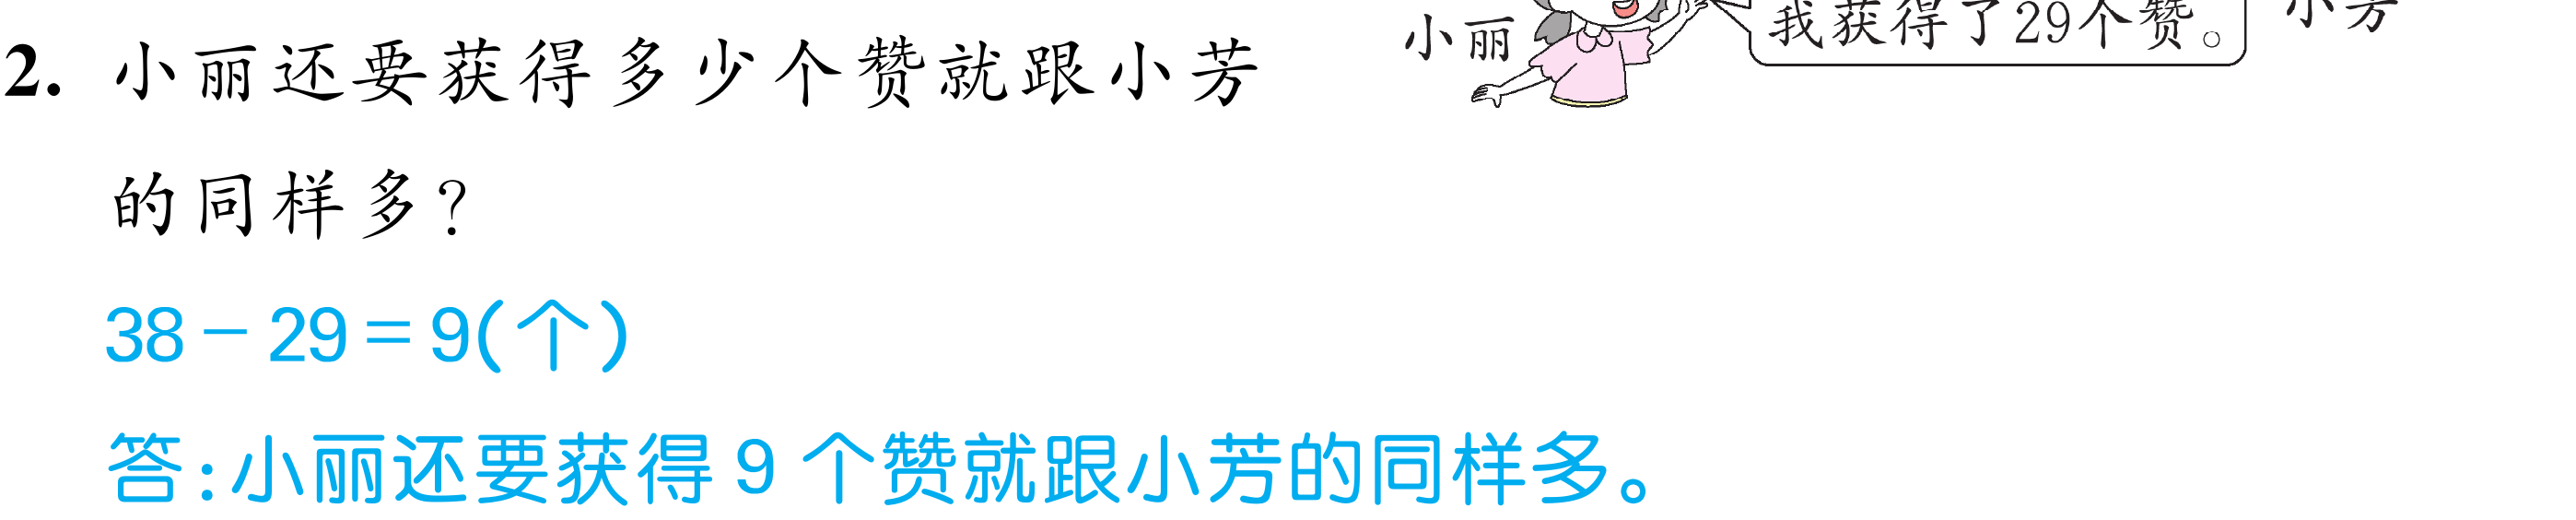 小丽
我获得了29个赞。
小芳
2. 小丽还要获得多少个赞就跟小芳
的同样多？
38－29＝9（个）
答：小丽还要获得 9 个赞就跟小芳的同样多。